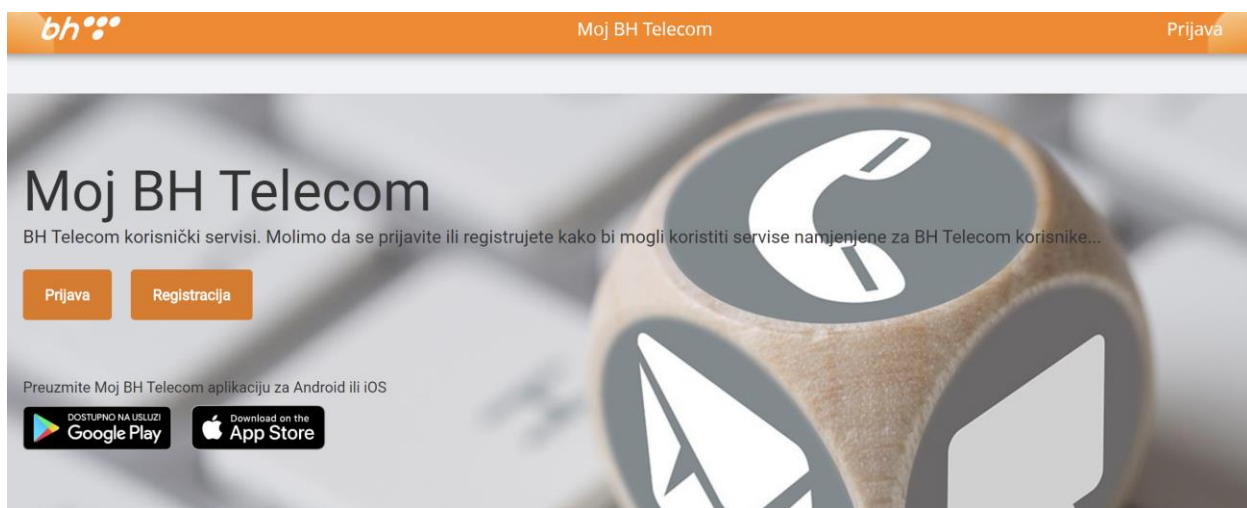 bh
Moj BH Telecom
Prijava
Moj BH Telecom
BH Telecom korisnički servisi. Molimo da se prijavite ili registrujete kako bi mogli koristiti servise namjenjene za BH Telecom korisnike...
Prijava
Registracija
Preuzmite Moj BH Telecom aplikaciju za Android ili iOS
DOSTUPNO NA USLUZI
Google Play
Download on the
App Store